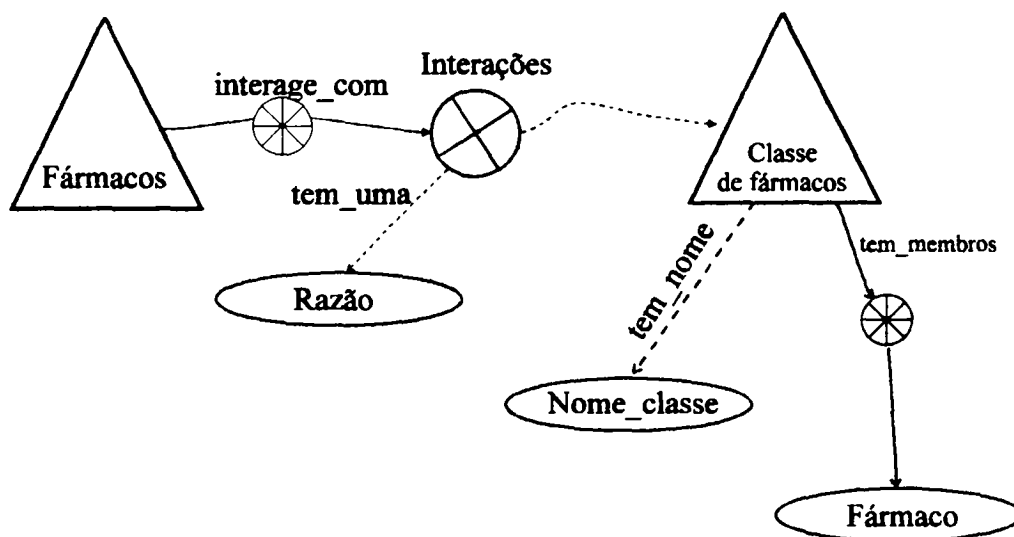 Interações
interage_com
Fármacos
Classe
de fármacos
tem_uma
tem_nome
tem_membros
Razão
Nome_classe
Fármaco